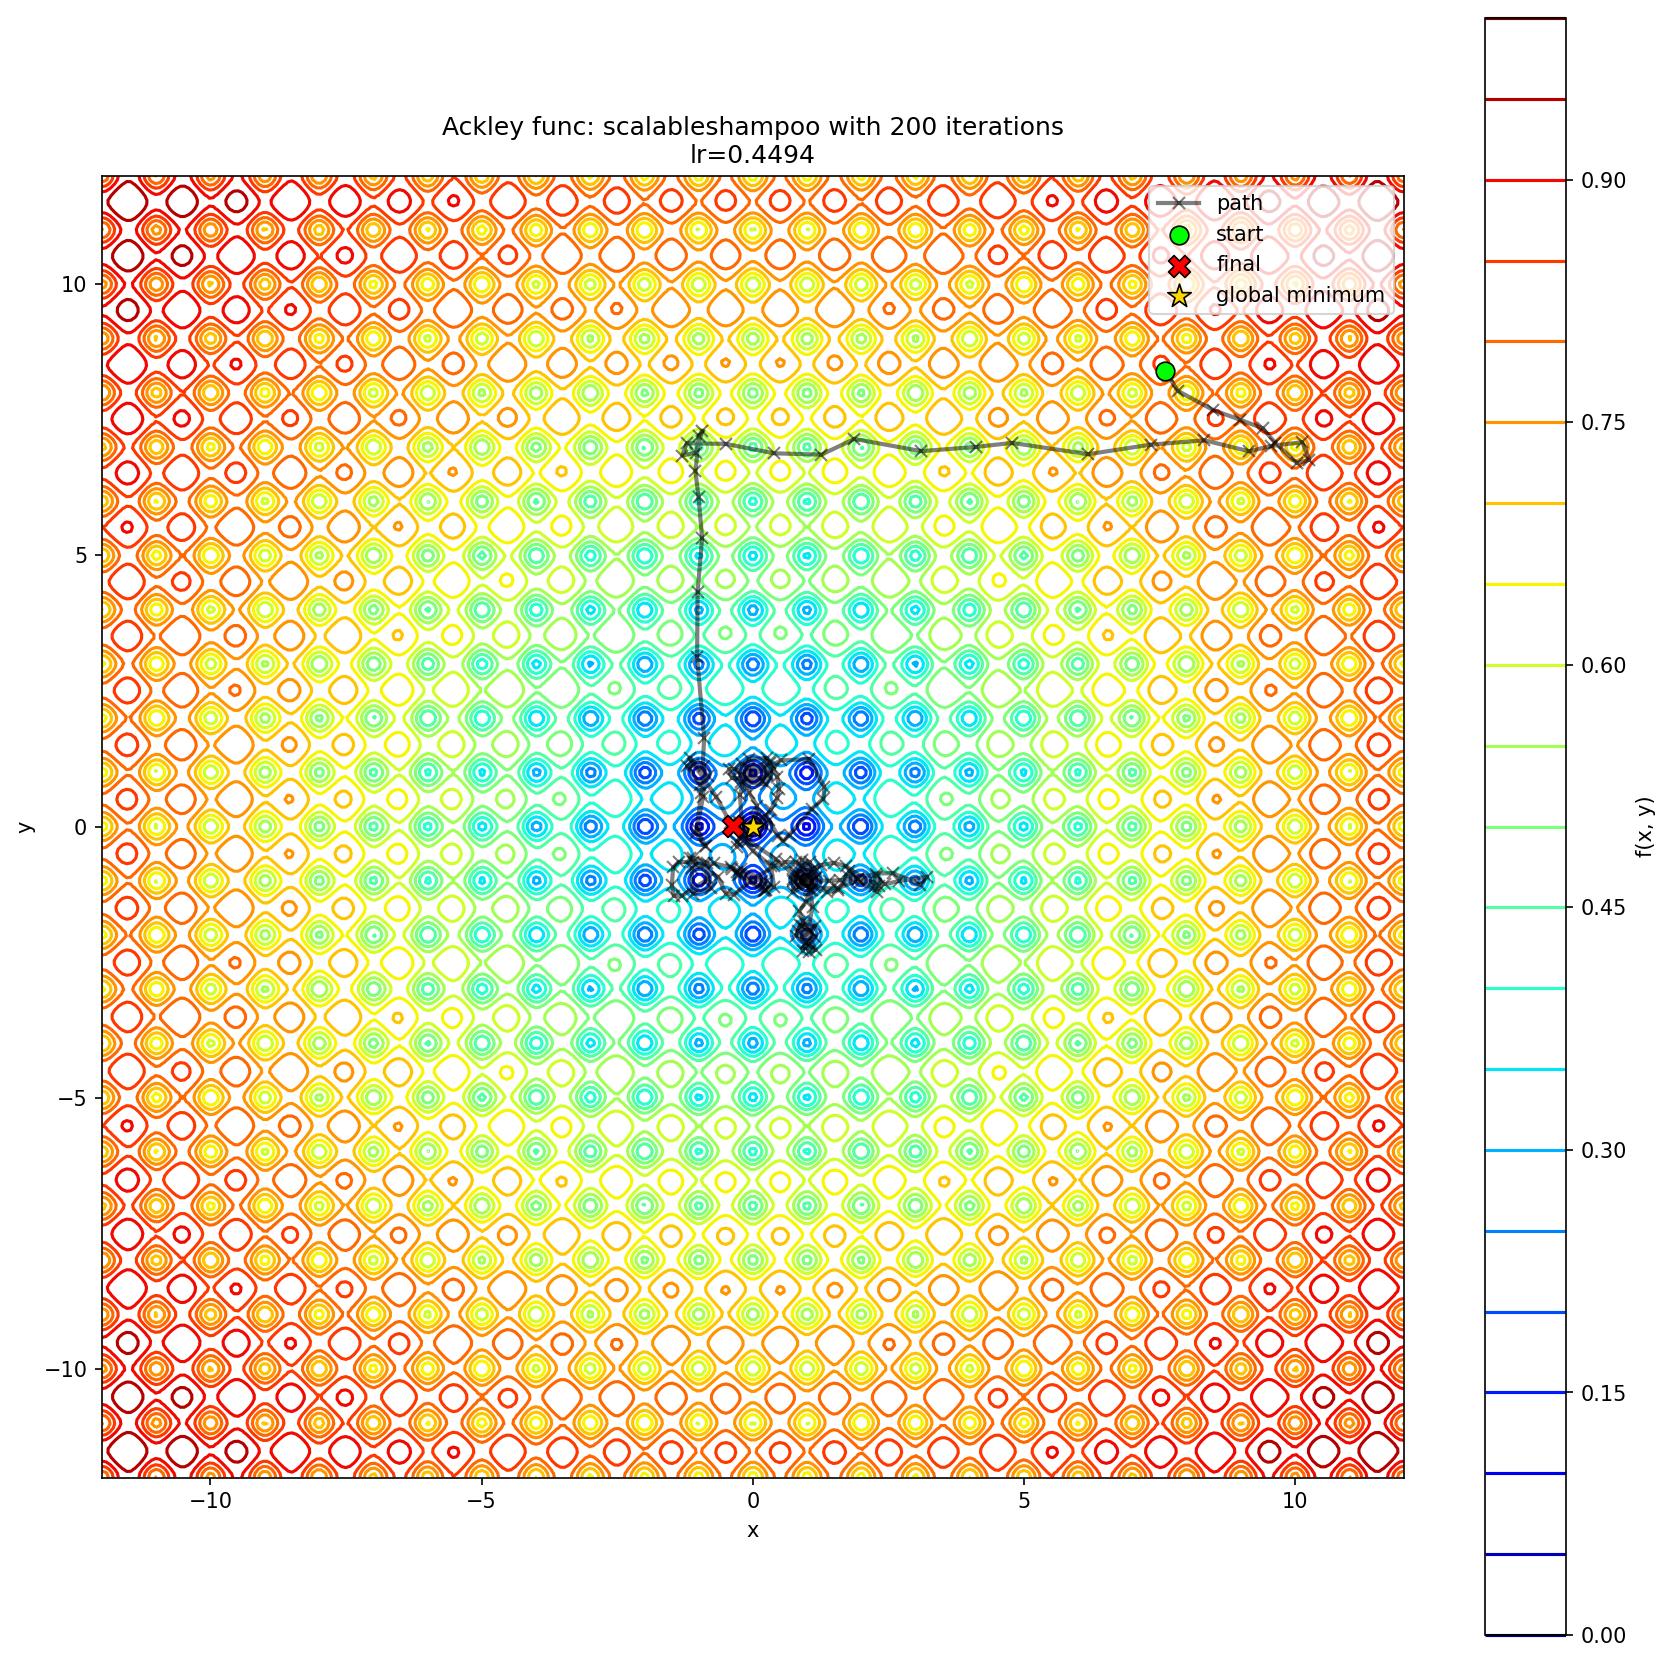 Ackley func: scalableshampoo with 200 iterations
lr=0.4494
path
start
final
global minimum
10
5
0
−5
−10
y
−10
−5
0
5
10
x
0.90
0.75
0.60
0.45
0.30
0.15
0.00
f(x, y)